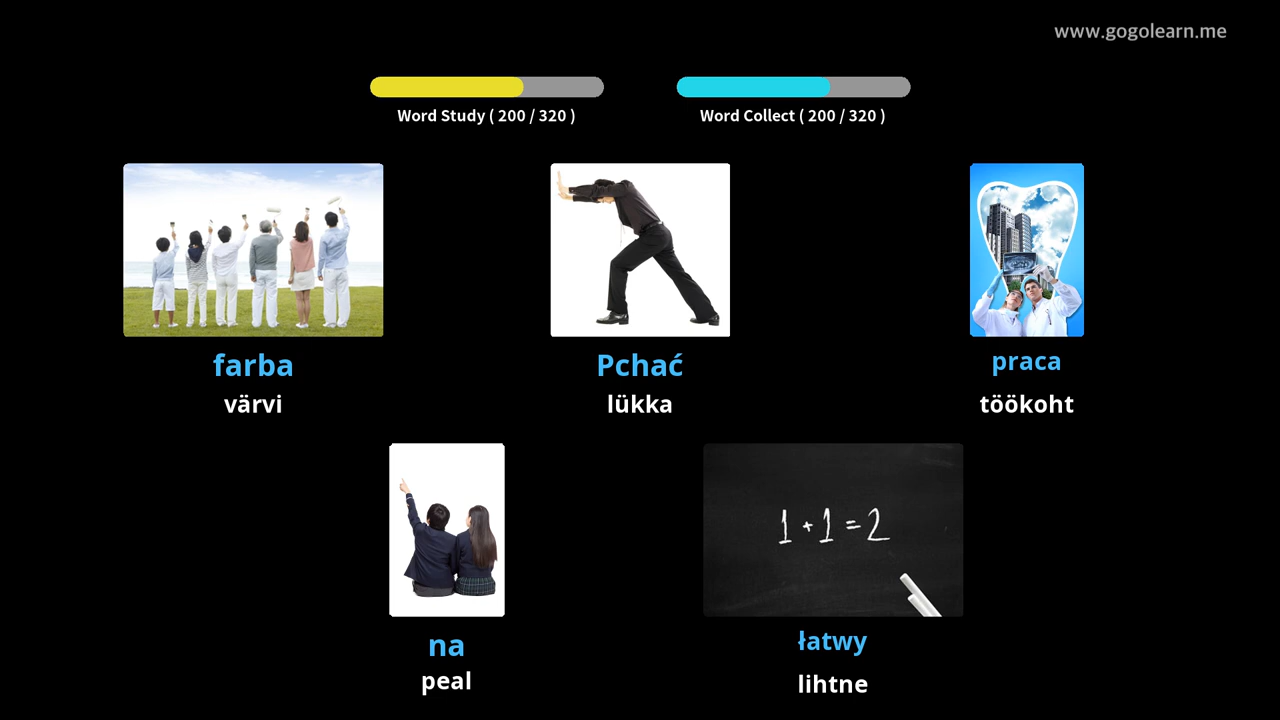 www.gogolearn.me
Word Study ( 200 / 320 )
Word Collect ( 200 / 320 )
farba
värvi
Pchać
lükka
praca
töökoht
na
peal
1 + 1 = 2
łatwy
lihtne